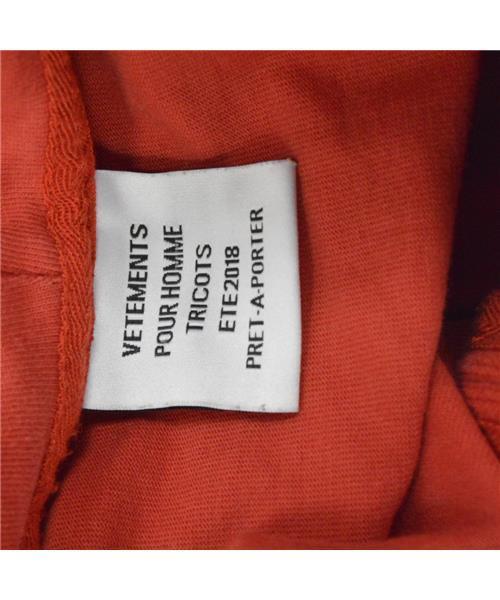 VETEMENTS
POUR HOMME
TRICOTS
ETE2018
PRET-A-PORTER